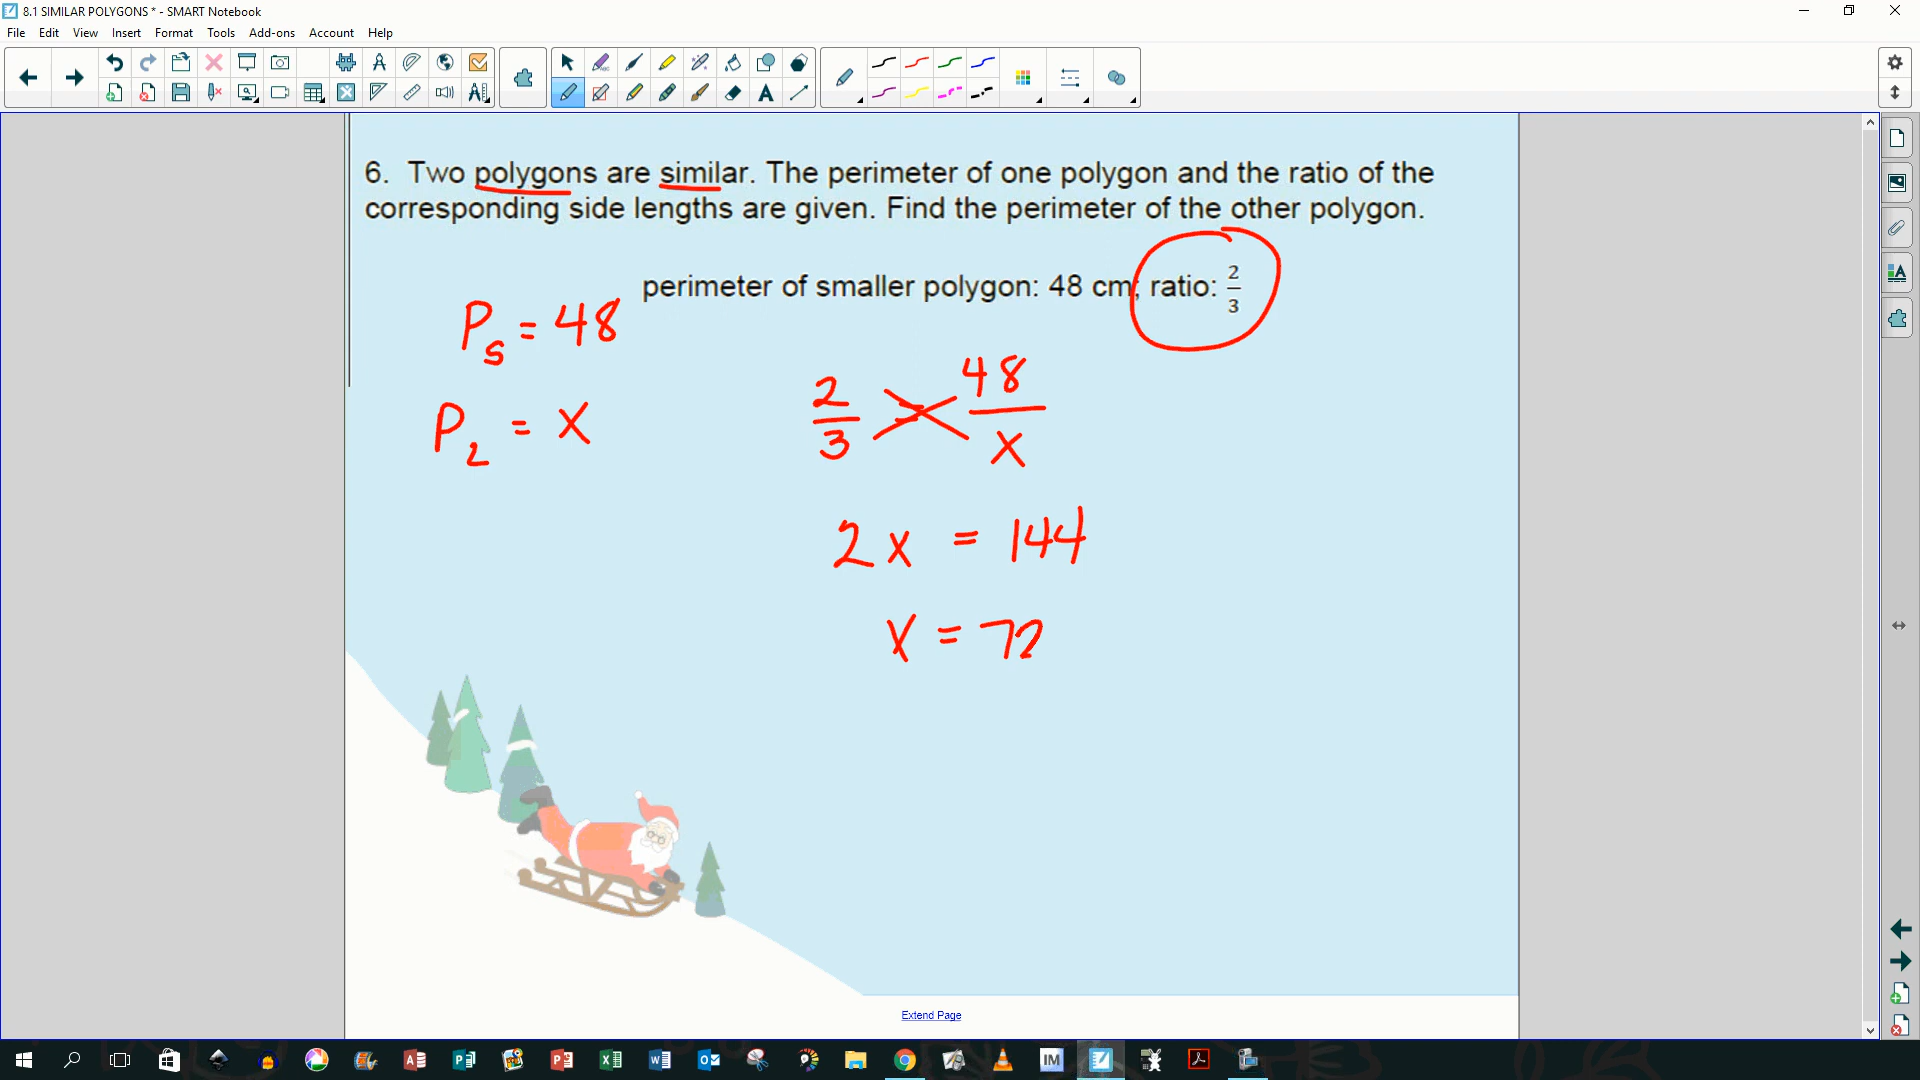 8.1 SIMILAR POLYGONS * - SMART Notebook
File Edit View Insert Format Tools Add-ons Account Help
6. Two polygons are similar. The perimeter of one polygon and the ratio of the
corresponding side lengths are given. Find the perimeter of the other polygon.
perimeter of smaller polygon: 48 cm; ratio: 2/3
P_S = 48
P_2 = X
2/3 = 48/X
2x = 144
X = 72
Extend Page